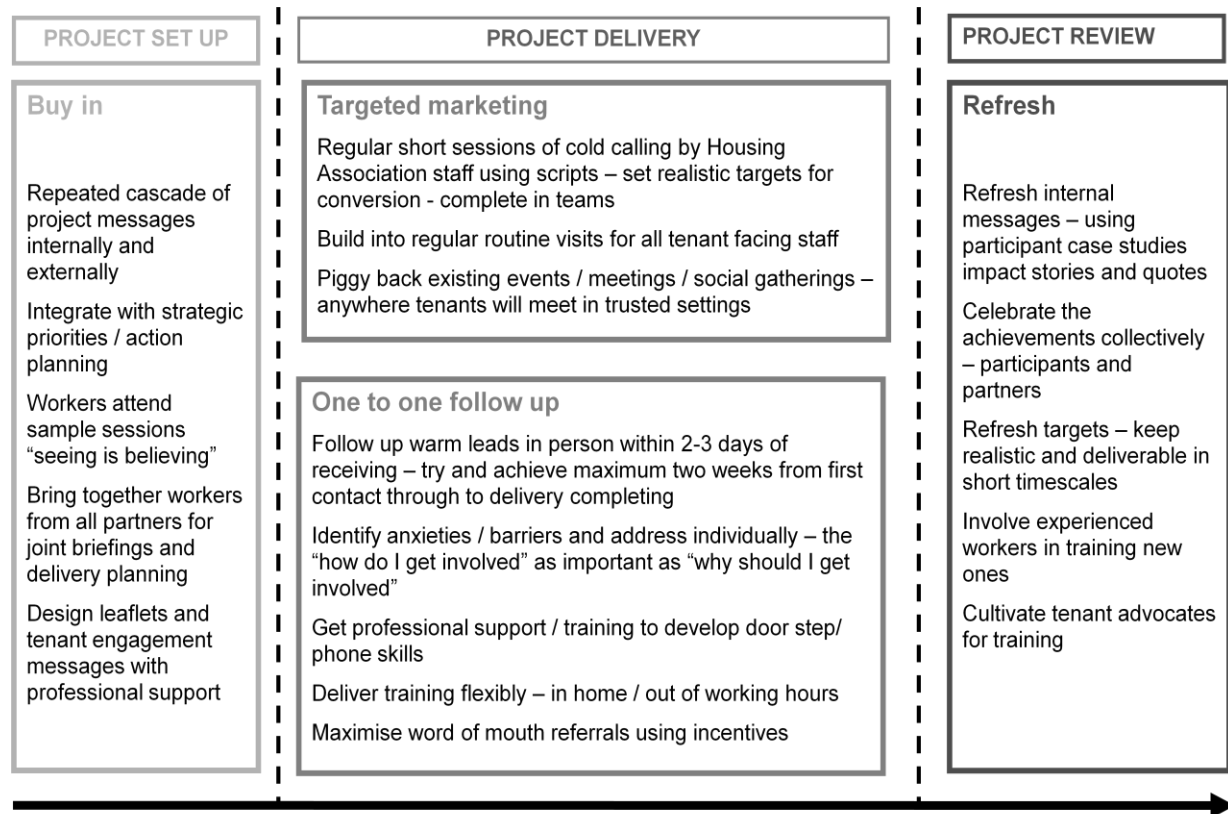 PROJECT SET UP
PROJECT DELIVERY
PROJECT REVIEW
Buy in
Repeated cascade of
project messages
internally and
externally
Integrate with strategic
priorities / action
planning
Workers attend
sample sessions
“seeing is believing”
Bring together workers
from all partners for
joint briefings and
delivery planning
Design leaflets and
tenant engagement
messages with
professional support
Targeted marketing
Regular short sessions of cold calling by Housing
Association staff using scripts – set realistic targets for
conversion - complete in teams
Build into regular routine visits for all tenant facing staff
Piggy back existing events / meetings / social gatherings –
anywhere tenants will meet in trusted settings
One to one follow up
Follow up warm leads in person within 2-3 days of
receiving – try and achieve maximum two weeks from first
contact through to delivery completing
Identify anxieties / barriers and address individually – the
“how do I get involved” as important as “why should I get
involved”
Get professional support / training to develop door step/
phone skills
Deliver training flexibly – in home / out of working hours
Maximise word of mouth referrals using incentives
Refresh
Refresh internal
messages – using
participant case studies
impact stories and quotes
Celebrate the
achievements collectively
– participants and
partners
Refresh targets – keep
realistic and deliverable in
short timescales
Involve experienced
workers in training new
ones
Cultivate tenant advocates
for training